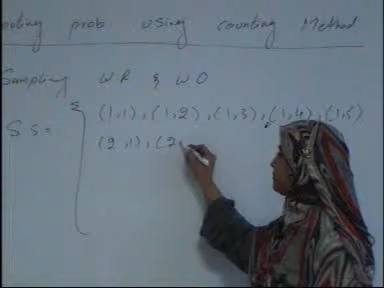 prob using counting Method
Sampling WR & WO
SS = { (1,1), (1,2), (1,3), (1,4), (1,5)
(2,1), (2,